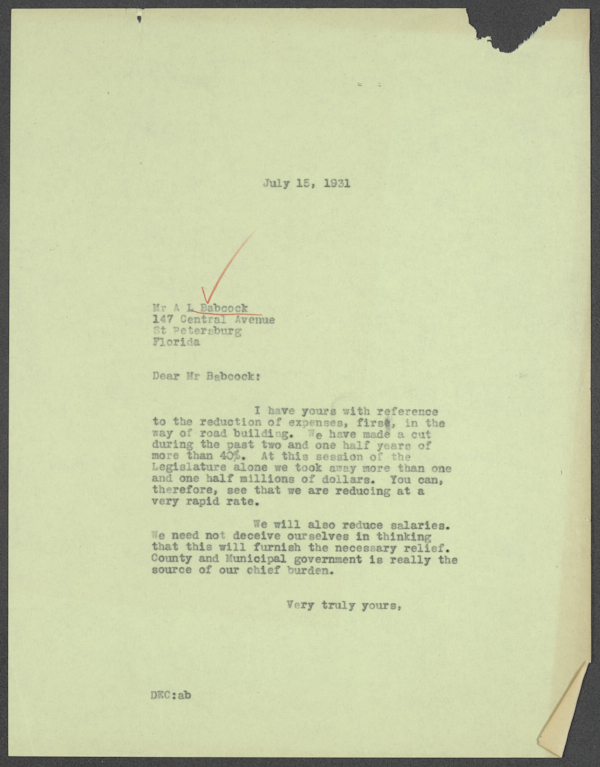 July 15, 1931
Mr A L Babcock
147 Central Avenue
St Petersburg
Florida
Dear Mr Babcock:
I have yours with reference
to the reduction of expenses, first, in the
way of road building. We have made a cut
during the past two and one half years of
more than 40%. At this session of the
Legislature alone we took away more than one
and one half millions of dollars. You can,
therefore, see that we are reducing at a
very rapid rate.
We will also reduce salaries.
We need not deceive ourselves in thinking
that this will furnish the necessary relief.
County and Municipal government is really the
source of our chief burden.
Very truly yours,
DEC:ab